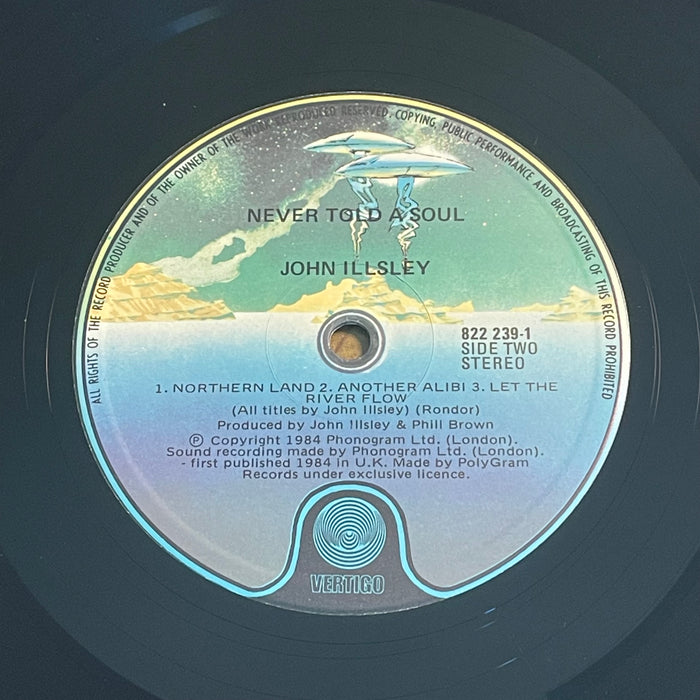 ALL RIGHTS OF THE RECORD PRODUCER AND OF THE OWNER OF THE WORK REPRODUCED RESERVED. COPYING, PUBLIC PERFORMANCE AND BROADCASTING OF THIS RECORD PROHIBITED
NEVER TOLD A SOUL
JOHN ILLSLEY
822 239-1
SIDE TWO
STEREO
1. NORTHERN LAND 2. ANOTHER ALIBI 3. LET THE
RIVER FLOW
(All titles by John Illsley) (Rondor)
Produced by John Illsley & Phill Brown
Ⓟ Copyright 1984 Phonogram Ltd. (London).
Sound recording made by Phonogram Ltd. (London).
- first published 1984 in U.K. Made by PolyGram
Records under exclusive licence.
VERTIGO